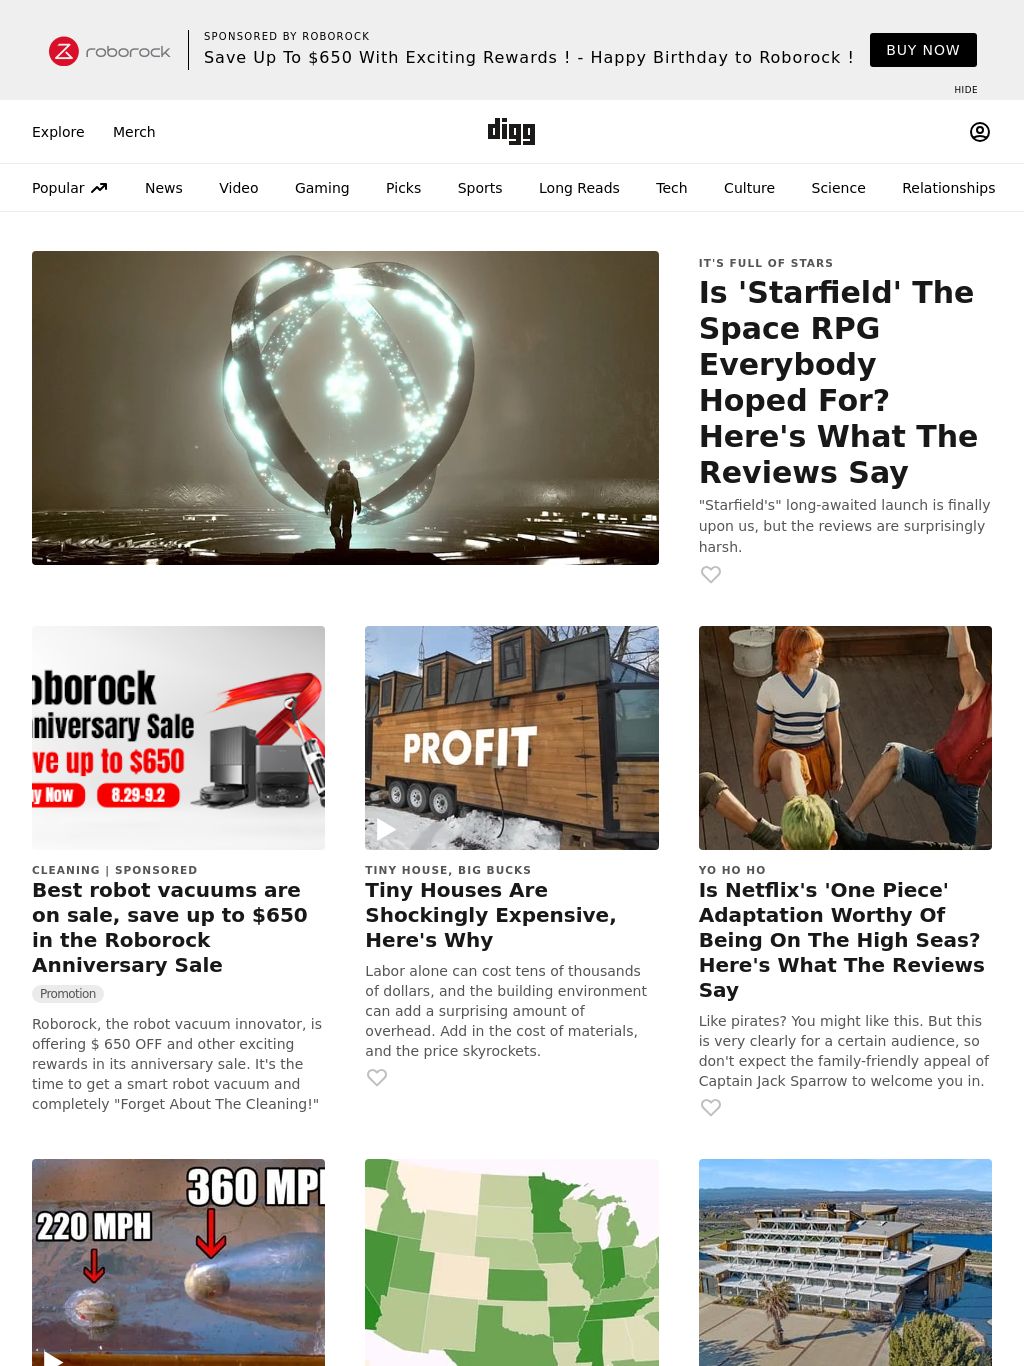 roborock
SPONSORED BY ROBOROCK
Save Up To $650 With Exciting Rewards ! - Happy Birthday to Roborock !
BUY NOW
HIDE
Explore
Merch
digg
Popular
News
Video
Gaming
Picks
Sports
Long Reads
Tech
Culture
Science
Relationships
IT'S FULL OF STARS
Is 'Starfield' The
Space RPG
Everybody
Hoped For?
Here's What The
Reviews Say
"Starfield's" long-awaited launch is finally
upon us, but the reviews are surprisingly
harsh.
oborock
niversary Sale
ve up to $650
y Now
8.29-9.2
CLEANING | SPONSORED
Best robot vacuums are
on sale, save up to $650
in the Roborock
Anniversary Sale
Promotion
Roborock, the robot vacuum innovator, is
offering $ 650 OFF and other exciting
rewards in its anniversary sale. It's the
time to get a smart robot vacuum and
completely "Forget About The Cleaning!"
PROFIT
TINY HOUSE, BIG BUCKS
Tiny Houses Are
Shockingly Expensive,
Here's Why
Labor alone can cost tens of thousands
of dollars, and the building environment
can add a surprising amount of
overhead. Add in the cost of materials,
and the price skyrockets.
YO HO HO
Is Netflix's 'One Piece'
Adaptation Worthy Of
Being On The High Seas?
Here's What The Reviews
Say
Like pirates? You might like this. But this
is very clearly for a certain audience, so
don't expect the family-friendly appeal of
Captain Jack Sparrow to welcome you in.
360 MPH
220 MPH